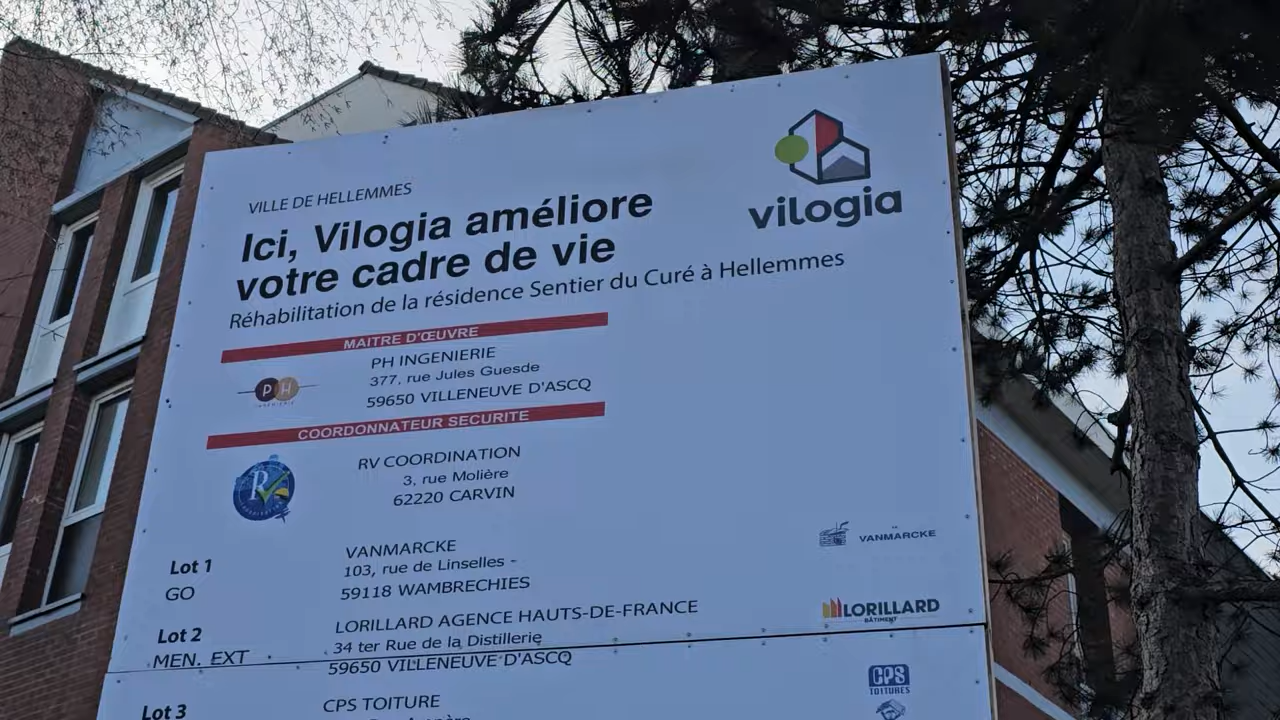 VILLE DE HELLEMMES
vilogia
Ici, Vilogia améliore
votre cadre de vie
Réhabilitation de la résidence Sentier du Curé à Hellemmes
MAITRE D'ŒUVRE
PH INGENIERIE
377, rue Jules Guesde
59650 VILLENEUVE D'ASCQ
PH
INGENIERIE
COORDONNATEUR SECURITE
RV COORDINATION
3, rue Molière
62220 CARVIN
Lot 1
GO
VANMARCKE
103, rue de Linselles -
59118 WAMBRECHIES
VANMARCKE
Lot 2
MEN. EXT
LORILLARD AGENCE HAUTS-DE-FRANCE
34 ter Rue de la Distillerie
59650 VILLENEUVE D'ASCQ
LORILLARD
BÂTIMENT
Lot 3
CPS TOITURE
CPS
TOITURES